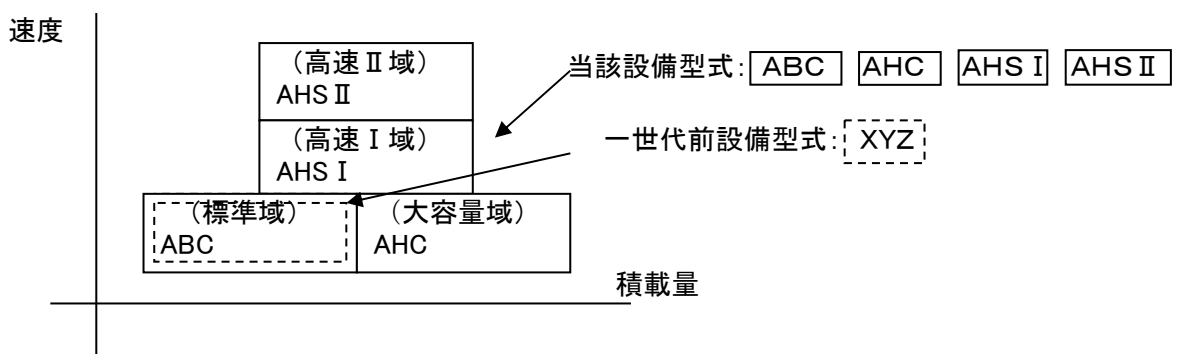 速度
（高速Ⅱ域）
AHSⅡ
（高速Ⅰ域）
AHSⅠ
（標準域）
ABC
（大容量域）
AHC
当該設備型式：ABC AHC AHSⅠ AHSⅡ
一世代前設備型式：XYZ
積載量